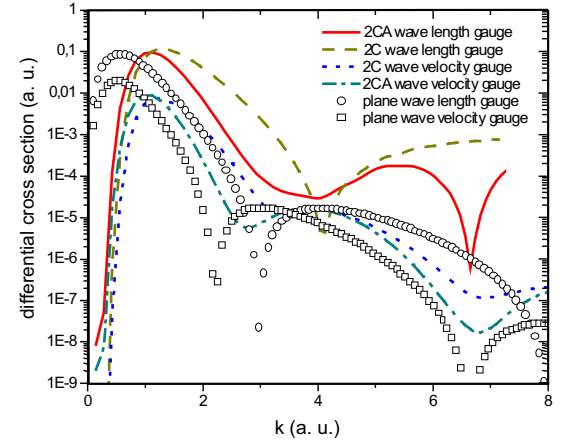 1
0,1
0,01
1E-3
1E-4
1E-5
1E-6
1E-7
1E-8
1E-9
differential cross section (a. u.)
2CA wave length gauge
2C wave length gauge
2C wave velocity gauge
2CA wave velocity gauge
plane wave length gauge
plane wave velocity gauge
0 2 4 6 8
k (a. u.)